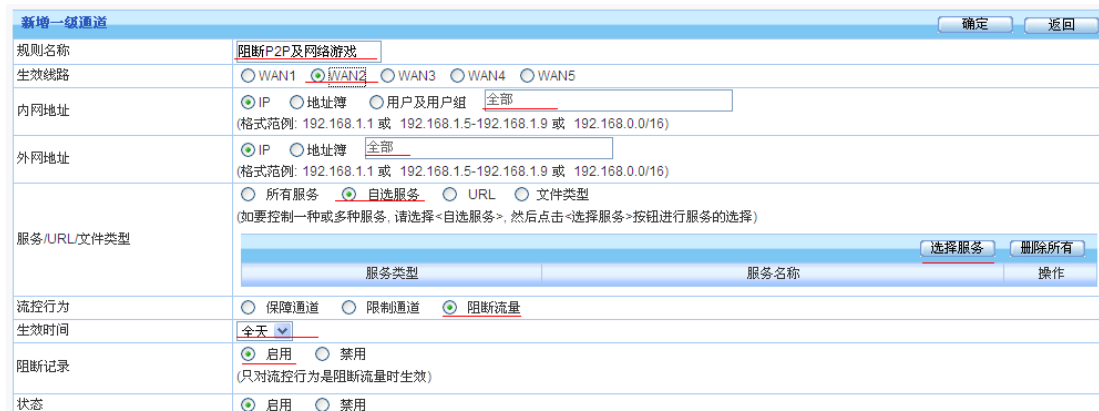 新增一级通道 确定 返回
规则名称 阻断P2P及网络游戏
生效线路 WAN1 WAN2 WAN3 WAN4 WAN5
内网地址 IP 地址簿 用户及用户组 全部
(格式范例: 192.168.1.1 或 192.168.1.5-192.168.1.9 或 192.168.0.0/16)
外网地址 IP 地址簿 全部
(格式范例: 192.168.1.1 或 192.168.1.5-192.168.1.9 或 192.168.0.0/16)
服务/URL/文件类型 所有服务 自选服务 URL 文件类型
(如要控制一种或多种服务, 请选择<自选服务>, 然后点击<选择服务>按钮进行服务的选择)
选择服务 删除所有
服务类型 服务名称 操作
流控行为 保障通道 限制通道 阻断流量
生效时间 全天
阻断记录 启用 禁用
(只对流控行为是阻断流量时生效)
状态 启用 禁用